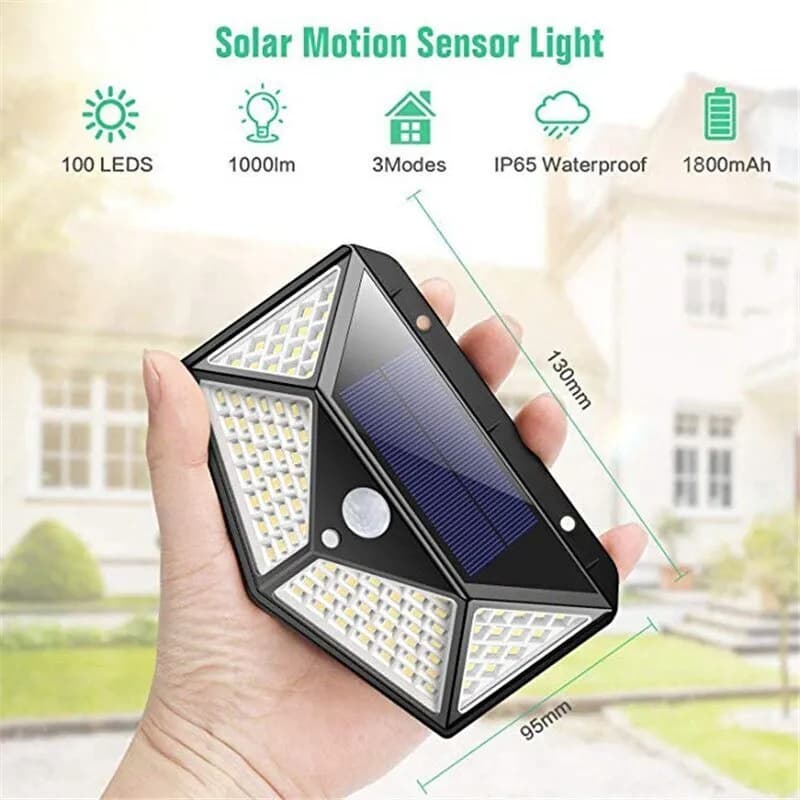 Solar Motion Sensor Light
100 LEDS 1000lm 3Modes IP65 Waterproof 1800mAh
130mm
95mm